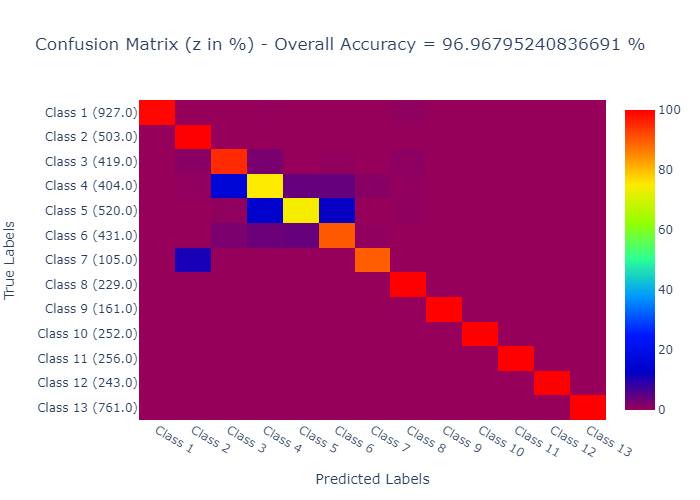 Confusion Matrix (z in %) - Overall Accuracy = 96.96795240836691 %
Class 1 (927.0)
Class 2 (503.0)
Class 3 (419.0)
Class 4 (404.0)
Class 5 (520.0)
Class 6 (431.0)
Class 7 (105.0)
Class 8 (229.0)
Class 9 (161.0)
Class 10 (252.0)
Class 11 (256.0)
Class 12 (243.0)
Class 13 (761.0)
True Labels
100
80
60
40
20
0
Class 1
Class 2
Class 3
Class 4
Class 5
Class 6
Class 7
Class 8
Class 9
Class 10
Class 11
Class 12
Class 13
Predicted Labels